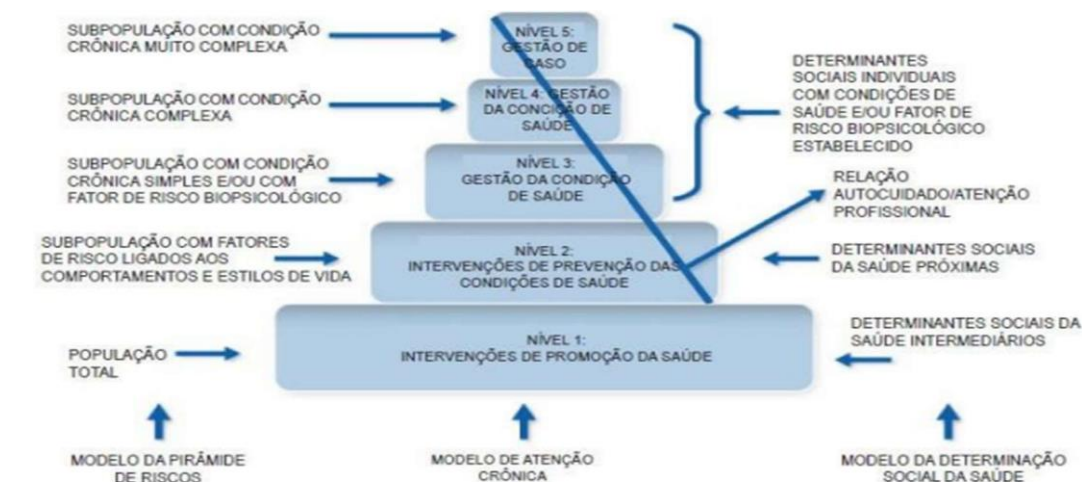 SUBPOPULAÇÃO COM CONDIÇÃO
CRÔNICA MUITO COMPLEXA
SUBPOPULAÇÃO COM CONDIÇÃO
CRÔNICA COMPLEXA
SUBPOPULAÇÃO COM CONDIÇÃO
CRÔNICA SIMPLES E/OU COM
FATOR DE RISCO BIOPSICOLÓGICO
SUBPOPULAÇÃO COM FATORES
DE RISCO LIGADOS AOS
COMPORTAMENTOS E ESTILOS DE VIDA
POPULAÇÃO
TOTAL
MODELO DA PIRÂMIDE
DE RISCOS
NÍVEL 5:
GESTÃO DE
CASO
NÍVEL 4: GESTÃO
DA CONCIÇÃO DE
SAÚDE
NÍVEL 3:
GESTÃO DA CONDIÇÃO
DE SAÚDE
NÍVEL 2:
INTERVENÇÕES DE PREVENÇÃO DAS
CONDIÇÕES DE SAÚDE
NÍVEL 1:
INTERVENÇÕES DE PROMOÇÃO DA SAÚDE
MODELO DE ATENÇÃO
CRÔNICA
DETERMINANTES
SOCIAIS INDIVIDUAIS
COM CONDIÇÕES DE
SAÚDE E/OU FATOR DE
RISCO BIOPSICOLÓGICO
ESTABELECIDO
RELAÇÃO
AUTOCUIDADO/ATENÇÃO
PROFISSIONAL
DETERMINANTES SOCIAIS
DA SAÚDE PRÓXIMAS
DETERMINANTES SOCIAIS DA
SAÚDE INTERMEDIÁRIOS
MODELO DA DETERMINAÇÃO
SOCIAL DA SAÚDE